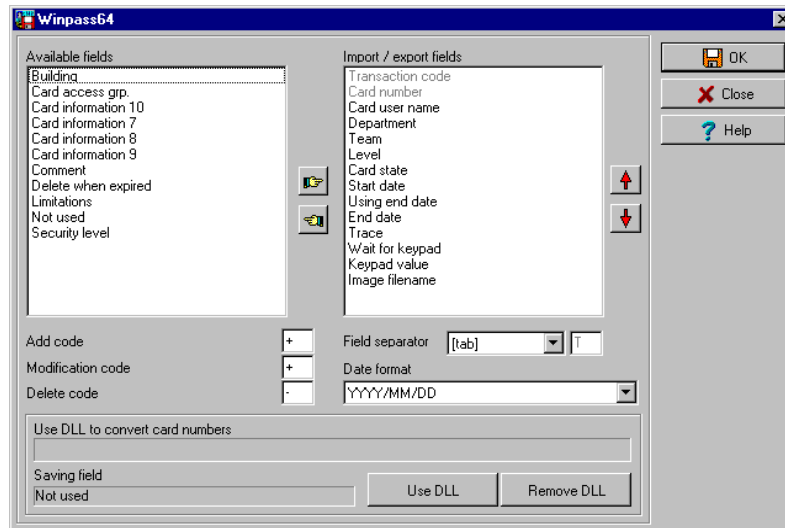 Winpass64
Available fields
Building
Card access grp.
Card information 10
Card information 7
Card information 8
Card information 9
Comment
Delete when expired
Limitations
Not used
Security level
Import / export fields
Transaction code
Card number
Card user name
Department
Team
Level
Card state
Start date
Using end date
End date
Trace
Wait for keypad
Keypad value
Image filename
OK
Close
Help
Add code +
Modification code +
Delete code -
Field separator [tab] T
Date format
YYYY/MM/DD
Use DLL to convert card numbers
Saving field
Not used
Use DLL
Remove DLL